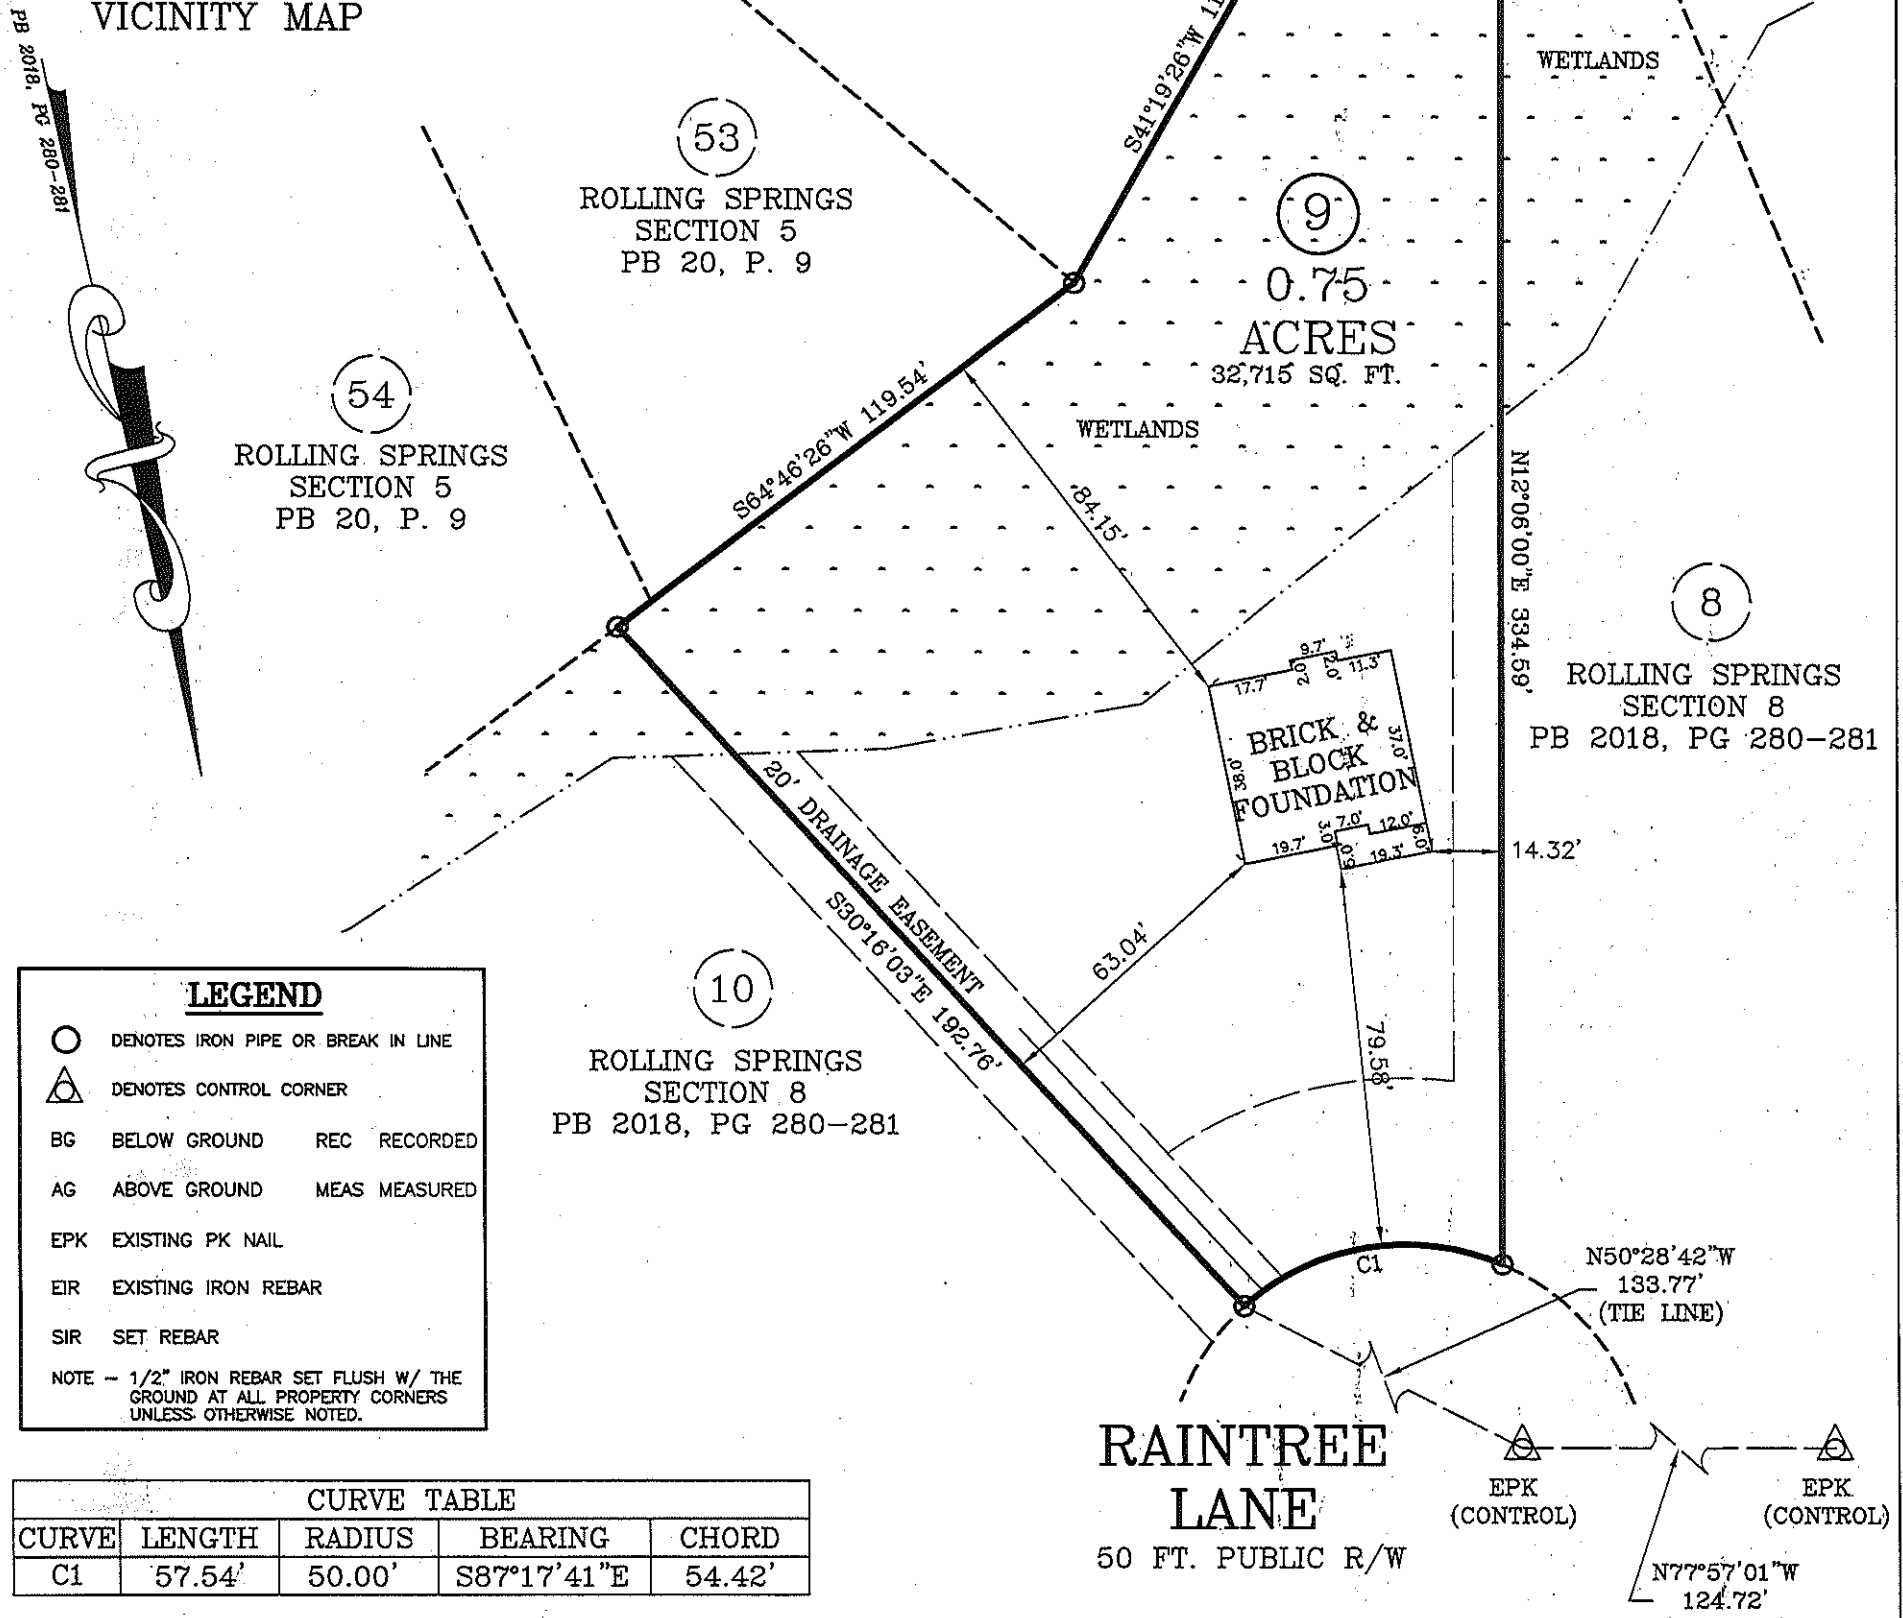 VICINITY MAP
PB 2018, PG 280-281
S41°19'26"W
WETLANDS
53
ROLLING SPRINGS
SECTION 5
PB 20, P. 9
9
0.75
ACRES
32,715 SQ. FT.
54
ROLLING SPRINGS
SECTION 5
PB 20, P. 9
S64°46'26"W 119.54'
WETLANDS
84.15'
N12°06'00"E 334.59'
8
ROLLING SPRINGS
SECTION 8
PB 2018, PG 280-281
17.7'
2.0'
9.7'
2.0'
11.3'
BRICK &
BLOCK
FOUNDATION
38.0'
37.0'
19.7'
3.0'
7.0'
12.0'
6.0'
5.0'
19.3'
14.32'
20' DRAINAGE EASEMENT
S30°16'03"E 192.76'
63.04'
79.58'
10
ROLLING SPRINGS
SECTION 8
PB 2018, PG 280-281
LEGEND
DENOTES IRON PIPE OR BREAK IN LINE
DENOTES CONTROL CORNER
BG BELOW GROUND REC RECORDED
AG ABOVE GROUND MEAS MEASURED
EPK EXISTING PK NAIL
EIR EXISTING IRON REBAR
SIR SET REBAR
NOTE - 1/2" IRON REBAR SET FLUSH W/ THE
GROUND AT ALL PROPERTY CORNERS
UNLESS OTHERWISE NOTED.
C1
N50°28'42"W
133.77'
(TIE LINE)
RAINTREE
LANE
50 FT. PUBLIC R/W
EPK
(CONTROL)
EPK
(CONTROL)
N77°57'01"W
124.72'
CURVE TABLE
CURVE LENGTH RADIUS BEARING CHORD
C1 57.54' 50.00' S87°17'41"E 54.42'